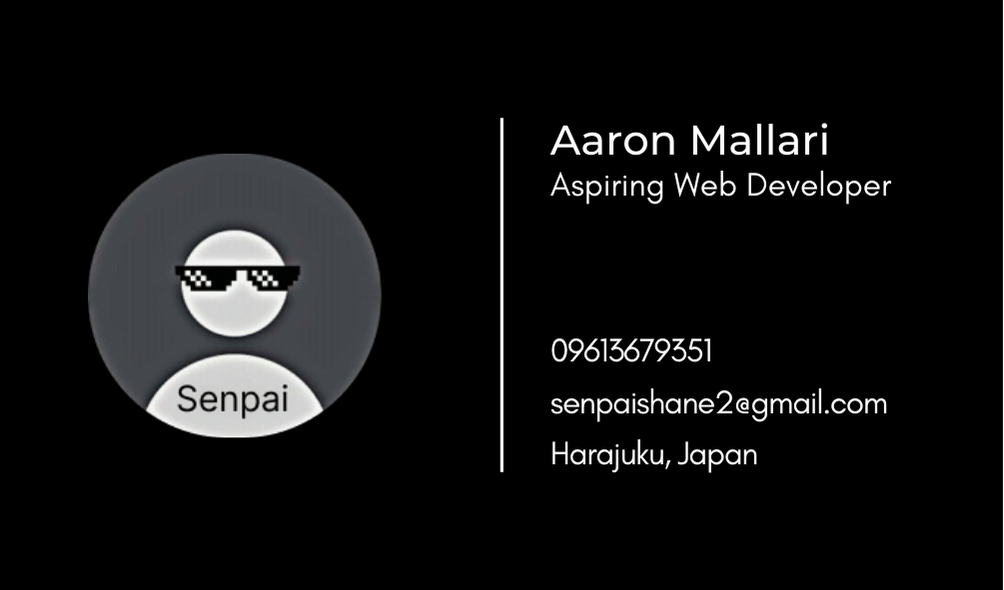 Senpai
Aaron Mallari
Aspiring Web Developer
09613679351
senpaishane2@gmail.com
Harajuku, Japan